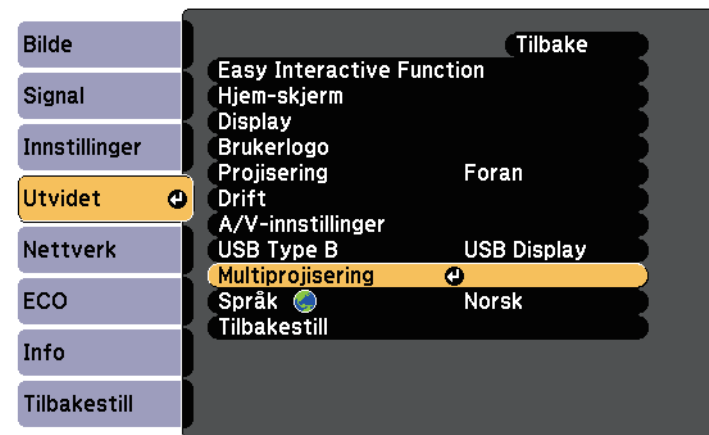 Bilde
Signal
Innstillinger
Utvidet
Nettverk
ECO
Info
Tilbakestill
Tilbake
Easy Interactive Function
Hjem-skjerm
Display
Brukerlogo
Projisering Foran
Drift
A/V-innstillinger
USB Type B USB Display
Multiprojisering
Språk Norsk
Tilbakestill